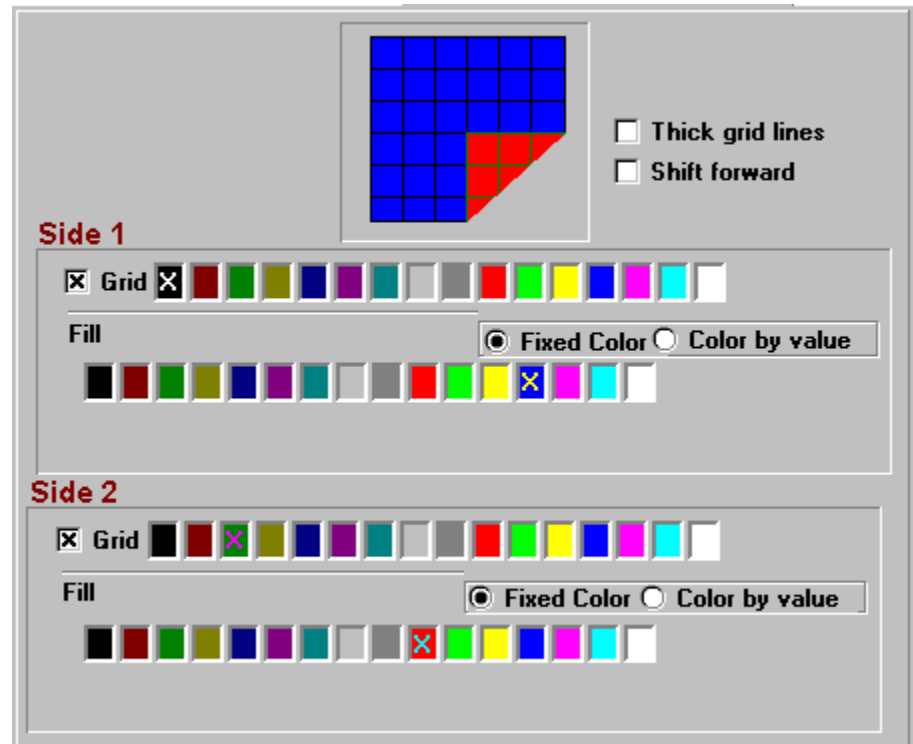 Thick grid lines
Shift forward
Side 1
Grid
Fill
Fixed Color Color by value
Side 2
Grid
Fill
Fixed Color Color by value